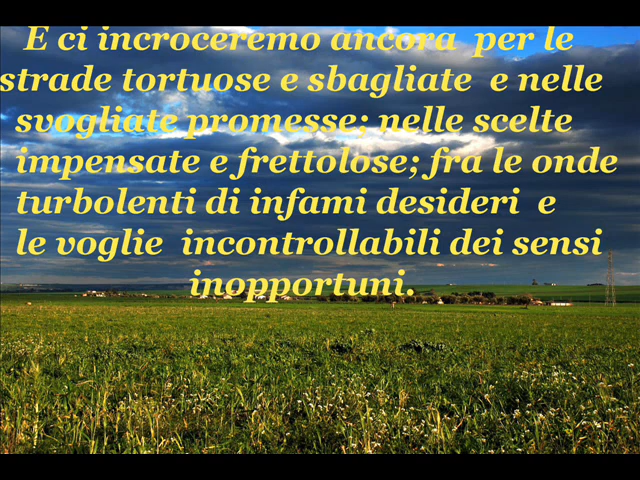 E ci incroceremo ancora per le
strade tortuose e sbagliate e nelle
svogliate promesse; nelle scelte
impensate e frettolose; fra le onde
turbolenti di infami desideri e
le voglie incontrollabili dei sensi
inopportuni.